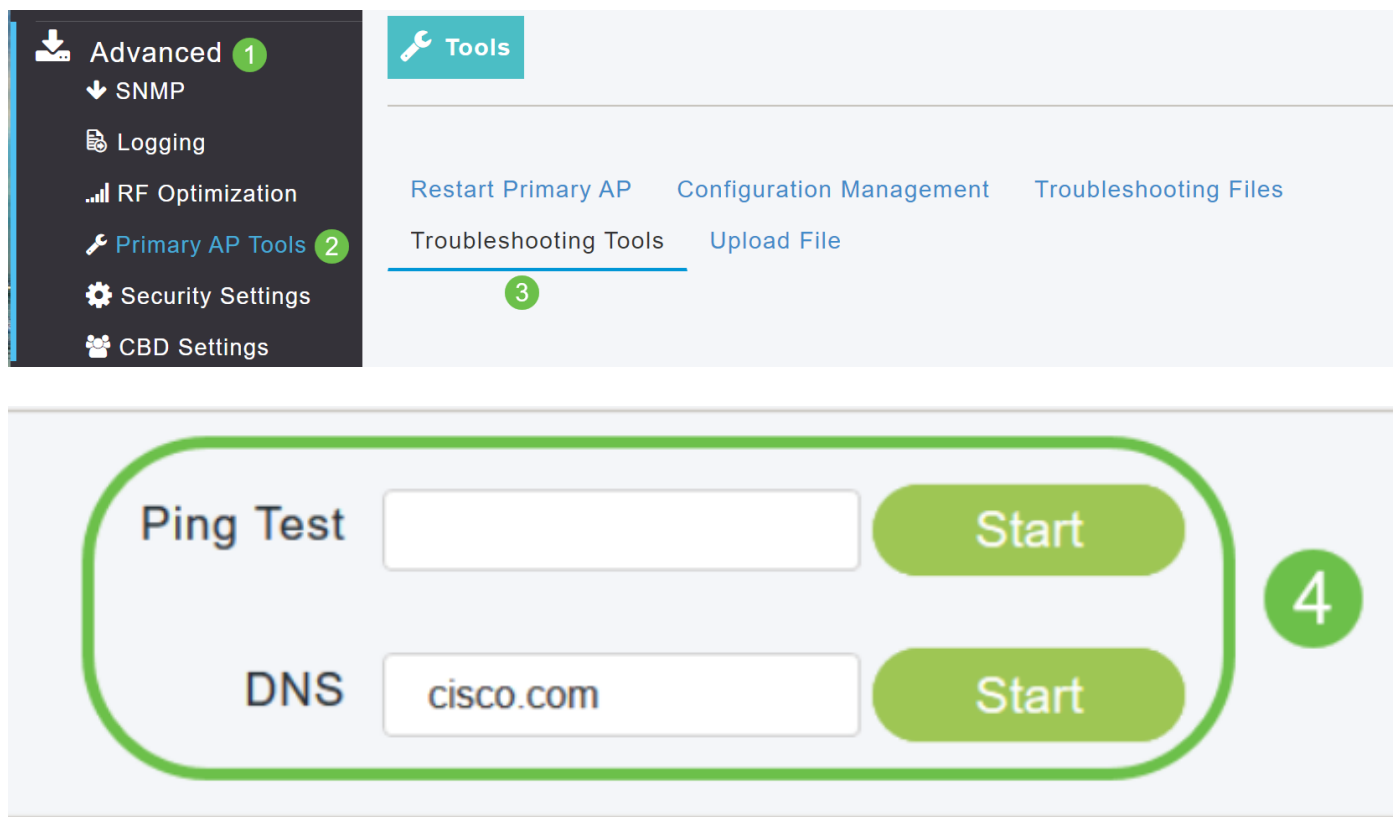 Advanced 1
SNMP
Logging
RF Optimization
Primary AP Tools 2
Security Settings
CBD Settings
Tools
Restart Primary AP Configuration Management Troubleshooting Files
Troubleshooting Tools Upload File
3
Ping Test Start
4
DNS cisco.com Start